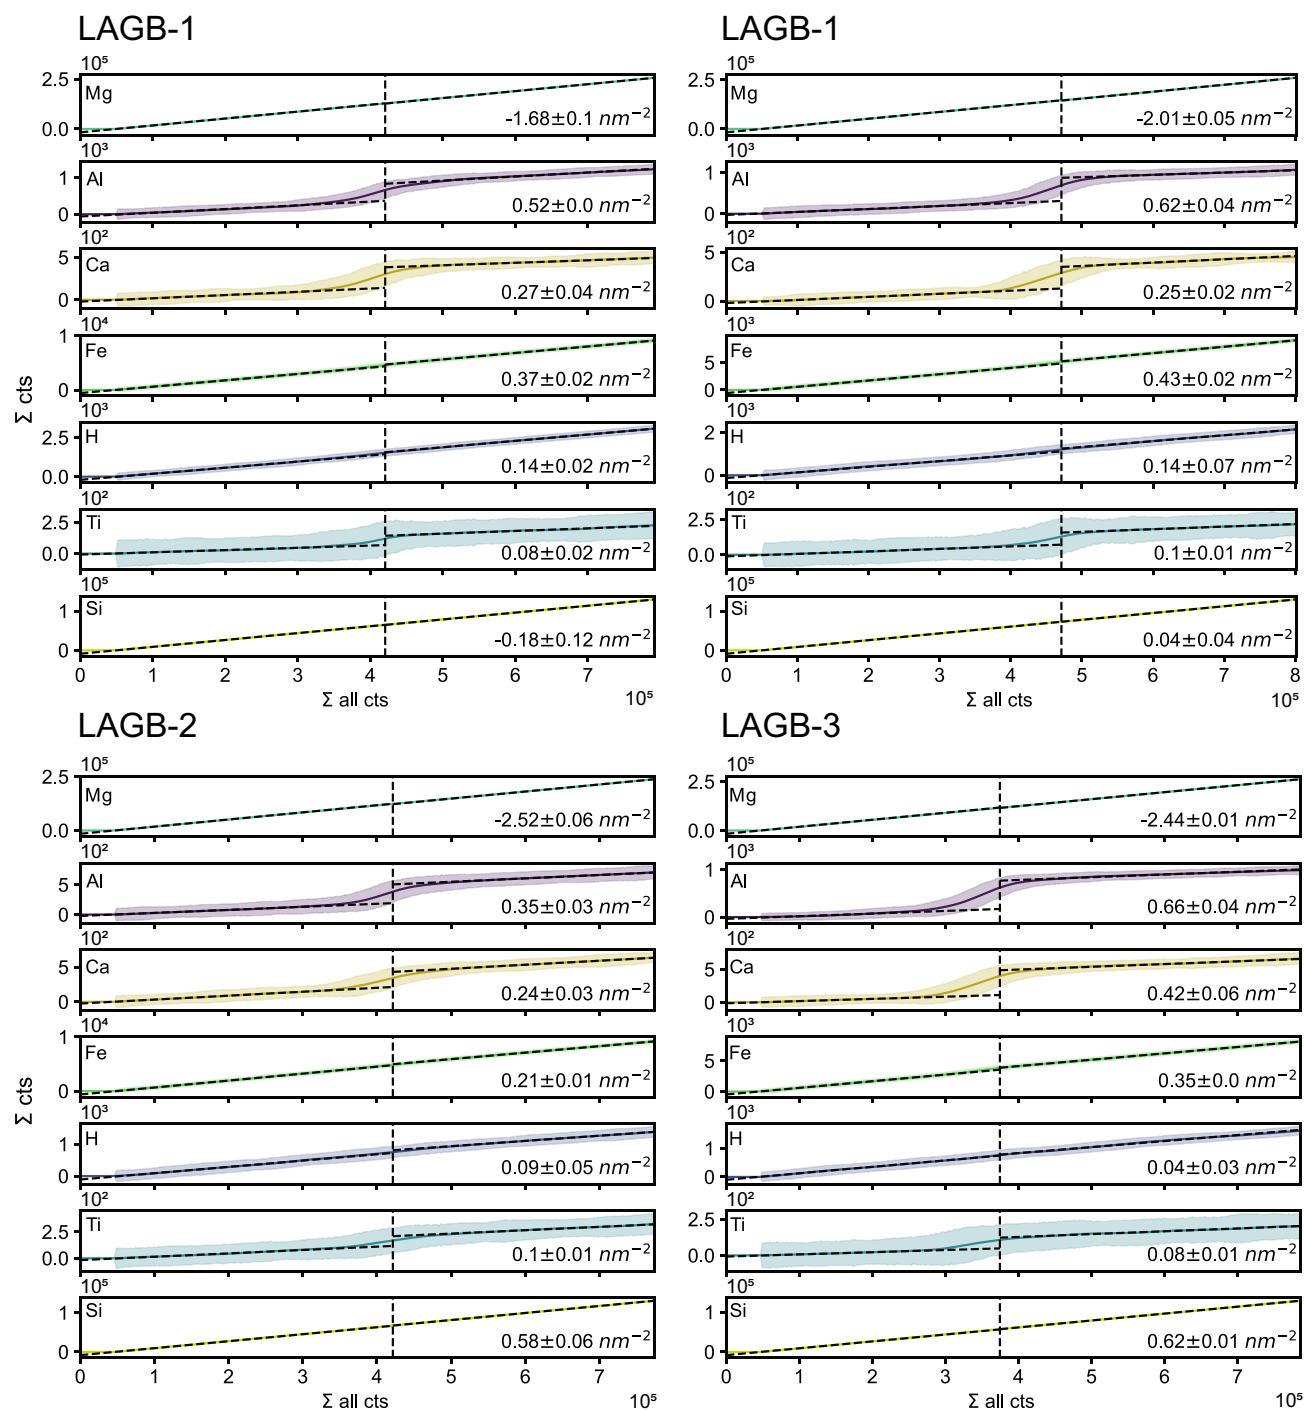 LAGB-1
10⁵
2.5
Mg
0.0
-1.68±0.1 nm⁻²
10³
1
Al
0
0.52±0.0 nm⁻²
10²
5
Ca
0
0.27±0.04 nm⁻²
10⁴
1
Fe
0
0.37±0.02 nm⁻²
10³
2.5
H
0.0
0.14±0.02 nm⁻²
10²
2.5
Ti
0.0
0.08±0.02 nm⁻²
10⁵
1
Si
0
-0.18±0.12 nm⁻²
0 1 2 3 4 5 6 7
Σ all cts
10⁵
Σ cts
LAGB-1
10⁵
2.5
Mg
0.0
-2.01±0.05 nm⁻²
10³
1
Al
0
0.62±0.04 nm⁻²
10²
5
Ca
0
0.25±0.02 nm⁻²
10³
5
Fe
0
0.43±0.02 nm⁻²
10³
2
H
0
0.14±0.07 nm⁻²
10²
2.5
Ti
0.0
0.1±0.01 nm⁻²
10⁵
1
Si
0
0.04±0.04 nm⁻²
0 1 2 3 4 5 6 7 8
Σ all cts
10⁵
LAGB-2
10⁵
2.5
Mg
0.0
-2.52±0.06 nm⁻²
10²
5
Al
0
0.35±0.03 nm⁻²
10²
5
Ca
0
0.24±0.03 nm⁻²
10⁴
1
Fe
0
0.21±0.01 nm⁻²
10³
1
H
0
0.09±0.05 nm⁻²
10²
2.5
Ti
0.0
0.1±0.01 nm⁻²
10⁵
1
Si
0
0.58±0.06 nm⁻²
0 1 2 3 4 5 6 7
Σ all cts
10⁵
Σ cts
LAGB-3
10⁵
2.5
Mg
0.0
-2.44±0.01 nm⁻²
10³
1
Al
0
0.66±0.04 nm⁻²
10²
5
Ca
0
0.42±0.06 nm⁻²
10³
5
Fe
0
0.35±0.0 nm⁻²
10³
1
H
0
0.04±0.03 nm⁻²
10²
2.5
Ti
0.0
0.08±0.01 nm⁻²
10⁵
1
Si
0
0.62±0.01 nm⁻²
0 1 2 3 4 5 6 7
Σ all cts
10⁵